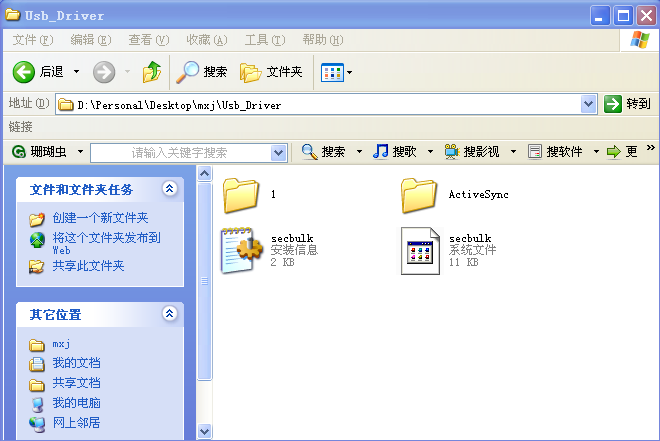 Usb_Driver
文件(F) 编辑(E) 查看(V) 收藏(A) 工具(T) 帮助(H)
后退 搜索 文件夹
地址(D) D:\Personal\Desktop\mxj\Usb_Driver 转到
链接
珊瑚虫 请输入关键字搜索 搜索 搜歌 搜影视 搜软件 更 »
文件和文件夹任务
创建一个新文件夹
将这个文件夹发布到
Web
共享此文件夹
其它位置
mxj
我的文档
共享文档
我的电脑
网上邻居
1
ActiveSync
secbulk
安装信息
2 KB
secbulk
系统文件
11 KB